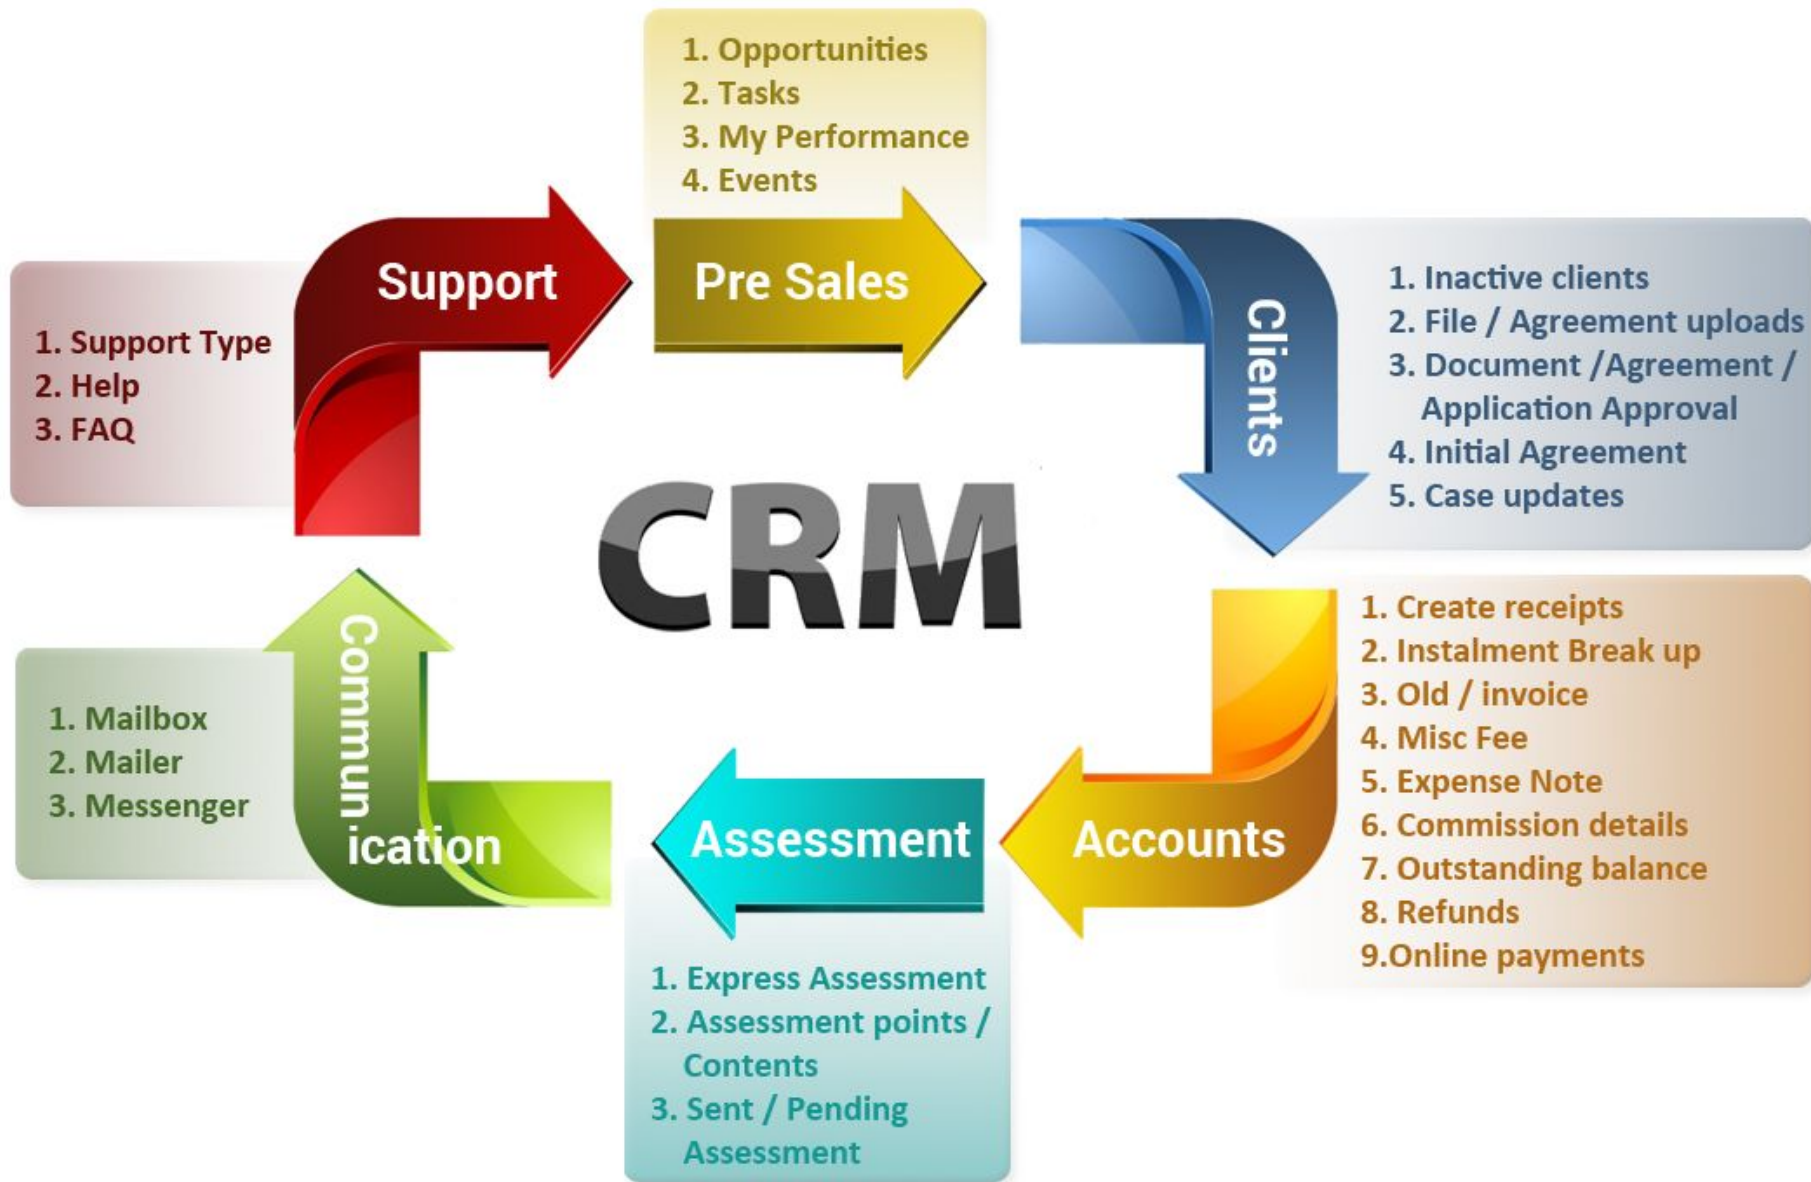 1. Opportunities
2. Tasks
3. My Performance
4. Events
Support
Pre Sales
Clients
1. Support Type
2. Help
3. FAQ
1. Inactive clients
2. File / Agreement uploads
3. Document /Agreement /
Application Approval
4. Initial Agreement
5. Case updates
CRM
1. Create receipts
2. Instalment Break up
3. Old / invoice
4. Misc Fee
5. Expense Note
6. Commission details
7. Outstanding balance
8. Refunds
9.Online payments
Commun
ication
1. Mailbox
2. Mailer
3. Messenger
Assessment
Accounts
1. Express Assessment
2. Assessment points /
Contents
3. Sent / Pending
Assessment